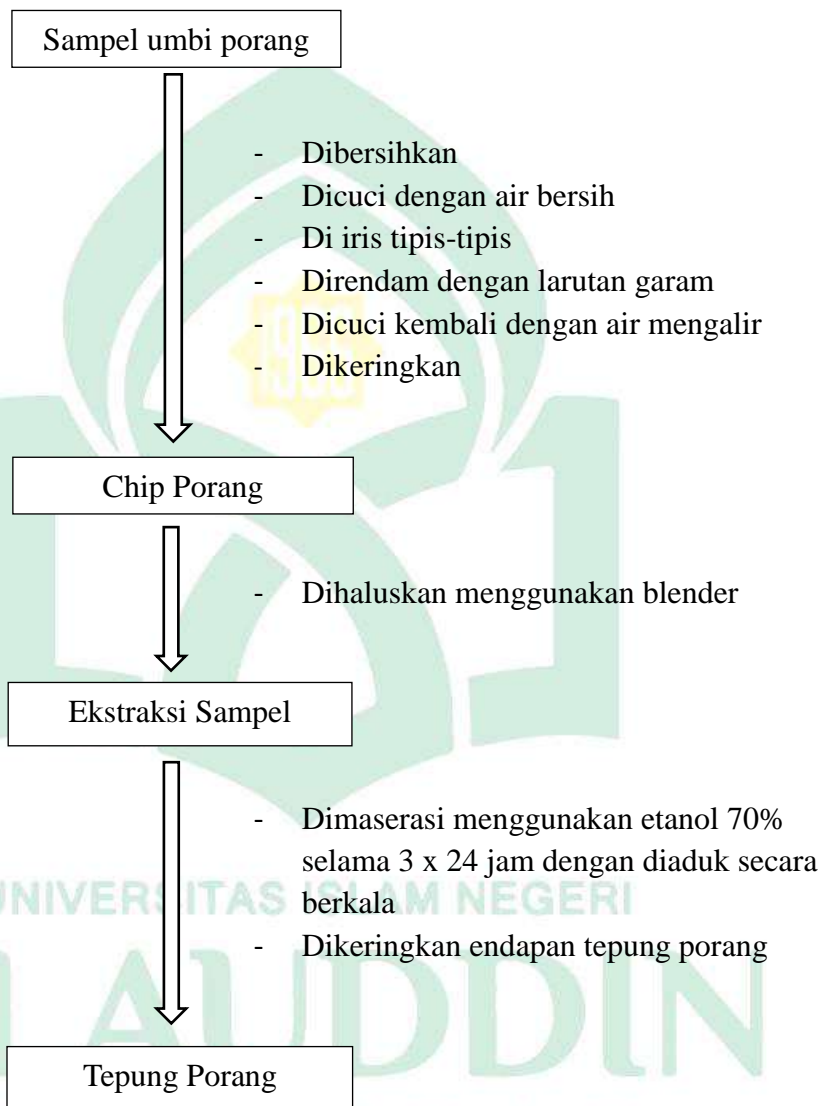 Sampel umbi porang
- Dibersihkan
- Dicuci dengan air bersih
- Di iris tipis-tipis
- Direndam dengan larutan garam
- Dicuci kembali dengan air mengalir
- Dikeringkan
1965
Chip Porang
- Dihaluskan menggunakan blender
Ekstraksi Sampel
- Dimaserasi menggunakan etanol 70%
selama 3 x 24 jam dengan diaduk secara
berkala
UNIVERSITAS ISLAM NEGERI
- Dikeringkan endapan tepung porang
AUDDIN
Tepung Porang